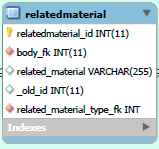 relatedmaterial
relatedmaterial_id INT(11)
body_fk INT(11)
related_material VARCHAR(255)
_old_id INT(11)
related_material_type_fk INT
Indexes